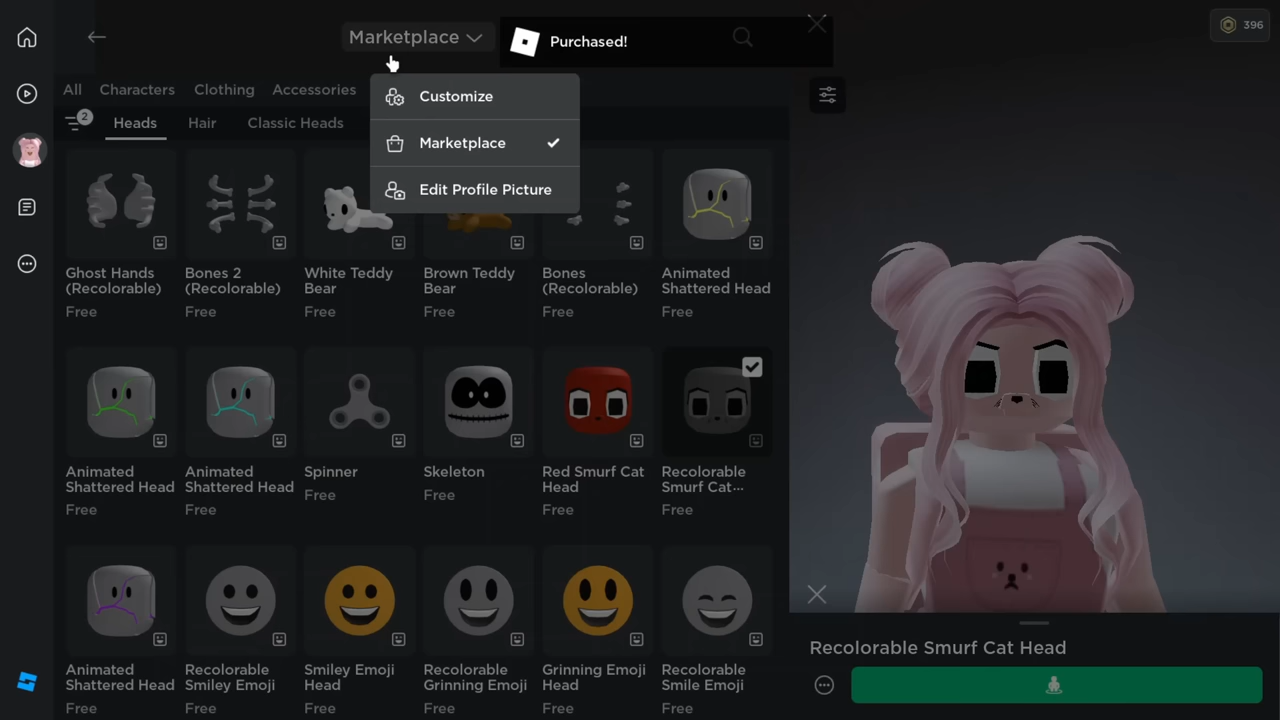 Marketplace
Purchased!
396
All Characters Clothing Accessories
Customize
2
Heads Hair Classic Heads
Marketplace
Edit Profile Picture
Ghost Hands
(Recolorable)
Free
Bones 2
(Recolorable)
Free
White Teddy
Bear
Free
Brown Teddy
Bear
Free
Bones
(Recolorable)
Free
Animated
Shattered Head
Free
Animated
Shattered Head
Free
Animated
Shattered Head
Free
Spinner
Free
Skeleton
Free
Red Smurf Cat
Head
Free
Recolorable
Smurf Cat...
Free
Animated
Shattered Head
Free
Recolorable
Smiley Emoji
Free
Smiley Emoji
Head
Free
Recolorable
Grinning Emoji
Free
Grinning Emoji
Head
Free
Recolorable
Smile Emoji
Free
Recolorable Smurf Cat Head